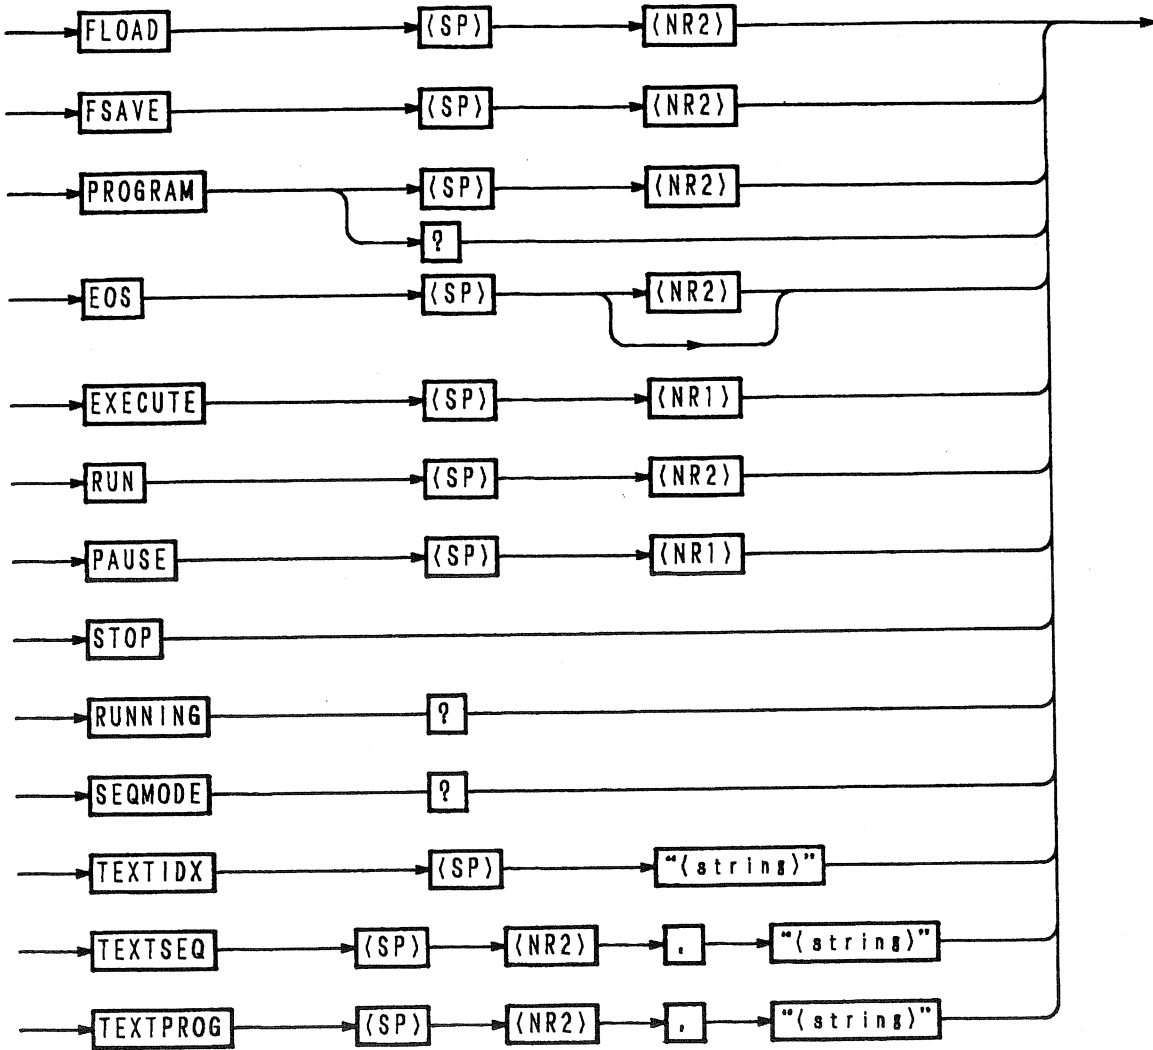 FLOAD ⟨SP⟩ ⟨NR2⟩
FSAVE ⟨SP⟩ ⟨NR2⟩
PROGRAM ⟨SP⟩ ⟨NR2⟩
?
EOS ⟨SP⟩ ⟨NR2⟩
EXECUTE ⟨SP⟩ ⟨NR1⟩
RUN ⟨SP⟩ ⟨NR2⟩
PAUSE ⟨SP⟩ ⟨NR1⟩
STOP
RUNNING ?
SEQMODE ?
TEXTIDX ⟨SP⟩ “⟨string⟩”
TEXTSEQ ⟨SP⟩ ⟨NR2⟩ , “⟨string⟩”
TEXTPROG ⟨SP⟩ ⟨NR2⟩ , “⟨string⟩”